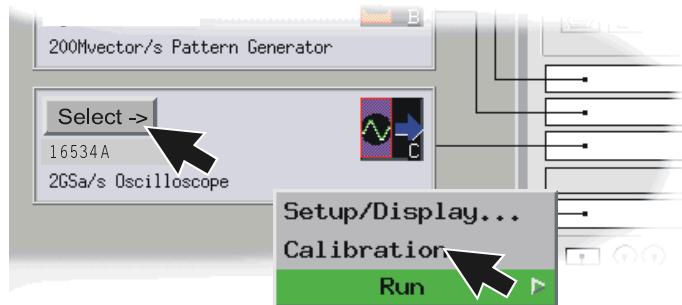 B
200Mvector/s Pattern Generator
Select ->
16534A
C
2GSa/s Oscilloscope
Setup/Display...
Calibration
Run